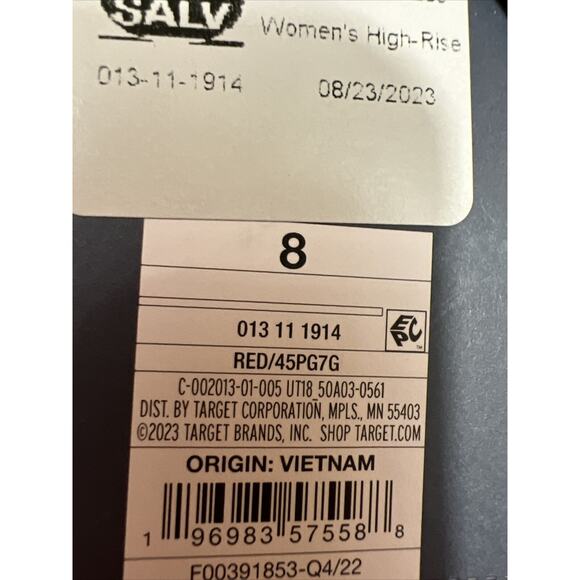 SALV
Women's High-Rise
013-11-1914
08/23/2023
8
013 11 1914
EPC
TM
RED/45PG7G
C-002013-01-005 UT18_50A03-0561
DIST. BY TARGET CORPORATION, MPLS., MN 55403
©2023 TARGET BRANDS, INC. SHOP TARGET.COM
ORIGIN: VIETNAM
1 96983 57558 8
F00391853-Q4/22